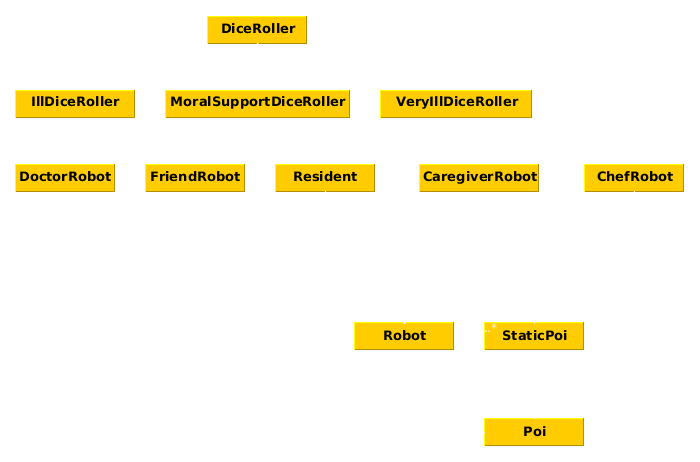 DiceRoller
IllDiceRoller MoralSupportDiceRoller VeryIllDiceRoller
DoctorRobot FriendRobot Resident CaregiverRobot ChefRobot
Robot * StaticPoi
Poi